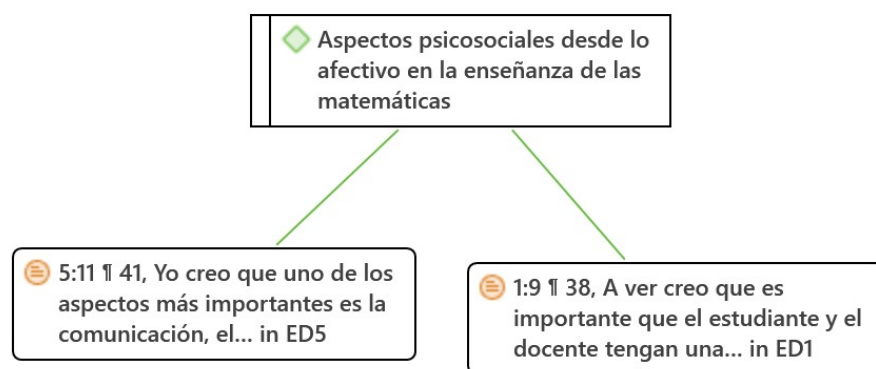 Aspectos psicosociales desde lo
afectivo en la enseñanza de las
matemáticas
5:11 ¶ 41, Yo creo que uno de los
aspectos más importantes es la
comunicación, el... in ED5
1:9 ¶ 38, A ver creo que es
importante que el estudiante y el
docente tengan una... in ED1